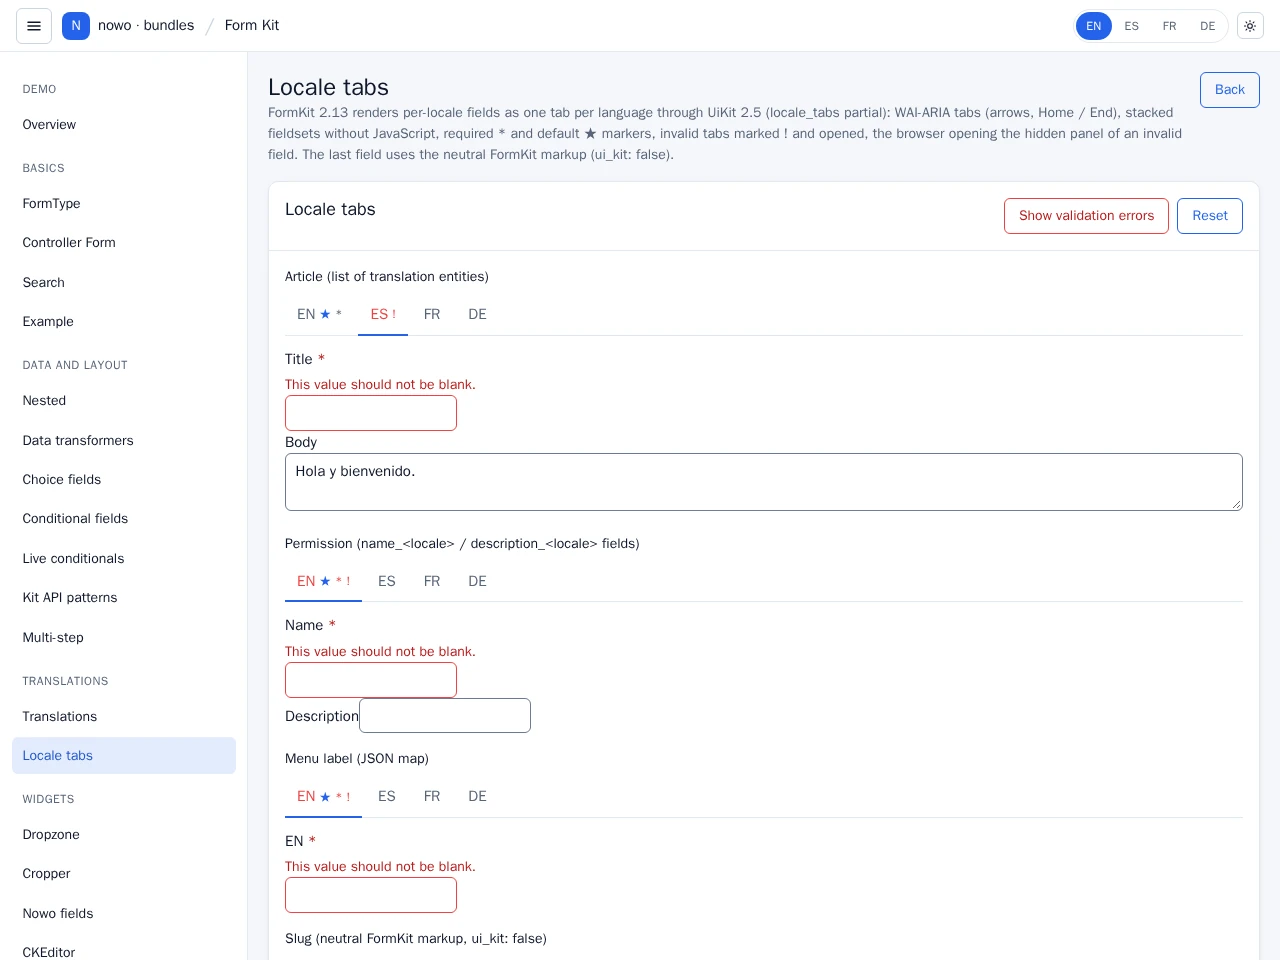 N nowo · bundles / Form Kit
EN ES FR DE
DEMO
Overview
BASICS
FormType
Controller Form
Search
Example
DATA AND LAYOUT
Nested
Data transformers
Choice fields
Conditional fields
Live conditionals
Kit API patterns
Multi-step
TRANSLATIONS
Translations
Locale tabs
WIDGETS
Dropzone
Cropper
Nowo fields
CKEditor
Locale tabs
Back
FormKit 2.13 renders per-locale fields as one tab per language through UiKit 2.5 (locale_tabs partial): WAI-ARIA tabs (arrows, Home / End), stacked
fieldsets without JavaScript, required * and default ★ markers, invalid tabs marked ! and opened, the browser opening the hidden panel of an invalid
field. The last field uses the neutral FormKit markup (ui_kit: false).
Locale tabs
Show validation errors Reset
Article (list of translation entities)
EN ★ * ES ! FR DE
Title *
This value should not be blank.
Body
Hola y bienvenido.
Permission (name_<locale> / description_<locale> fields)
EN ★ * ! ES FR DE
Name *
This value should not be blank.
Description
Menu label (JSON map)
EN ★ * ! ES FR DE
EN *
This value should not be blank.
Slug (neutral FormKit markup, ui_kit: false)